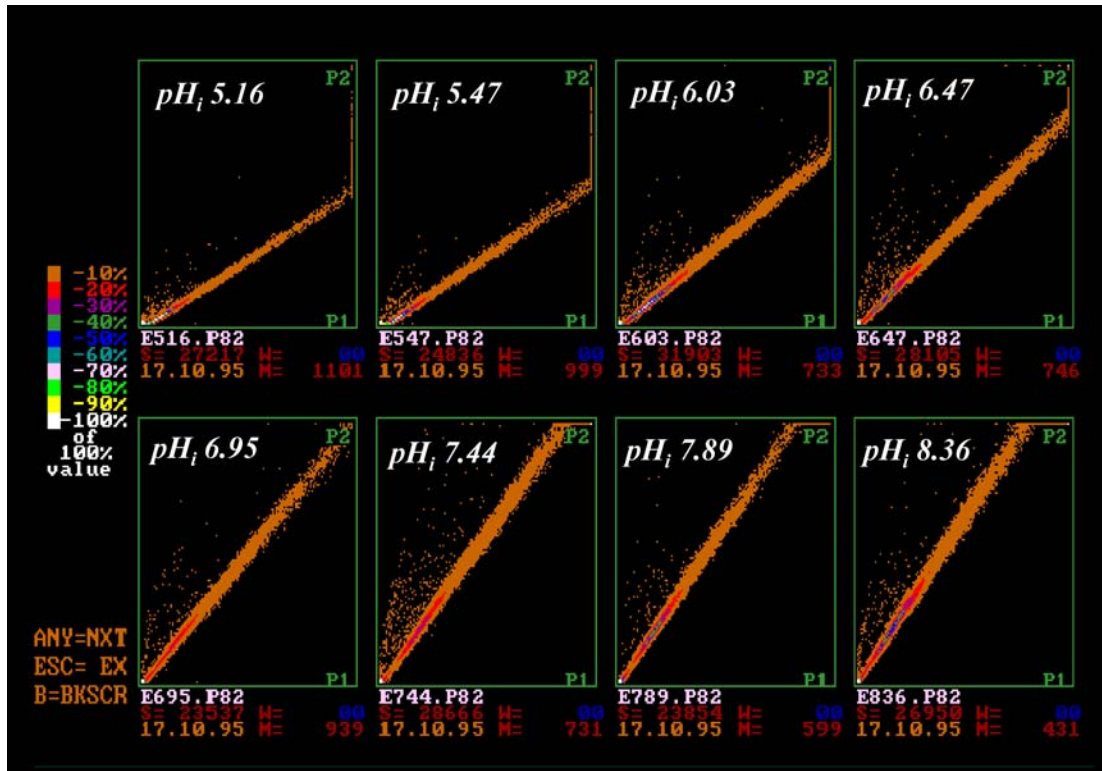 pHi 5.16 P2
P1
E516.P82
S= 27217 W= 00
17.10.95 M= 1101
pHi 5.47
P1
E547.P82
S= 24836 W= 00
17.10.95 M= 999
pHi 6.03 P2
P1
E603.P82
S= 31903 W= 00
17.10.95 M= 733
pHi 6.47 P2
P1
E647.P82
S= 28105 W= 00
17.10.95 M= 746
-10%
-20%
-30%
-40%
-50%
-60%
-70%
-80%
-90%
-100%
of
100%
value
pHi 6.95 P2
P1
E695.P82
S= 23537 W= 00
17.10.95 M= 939
pHi 7.44 P2
P1
E744.P82
S= 28666 W= 00
17.10.95 M= 731
pHi 7.89 P2
P1
E789.P82
S= 23854 W= 00
17.10.95 M= 599
pHi 8.36 P2
P1
E836.P82
S= 26950 W= 00
17.10.95 M= 431
ANY=NXT
ESC= EX
B=BKSCR